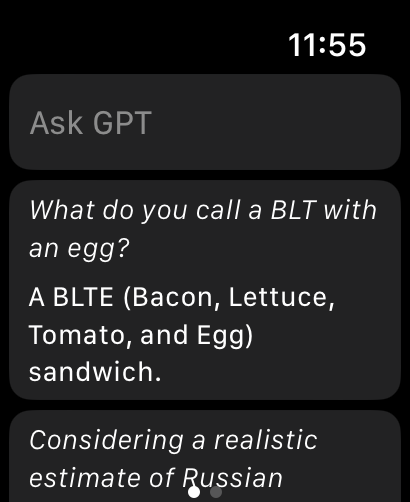 11:55
Ask GPT
What do you call a BLT with
an egg?
A BLTE (Bacon, Lettuce,
Tomato, and Egg)
sandwich.
Considering a realistic
estimate of Russian